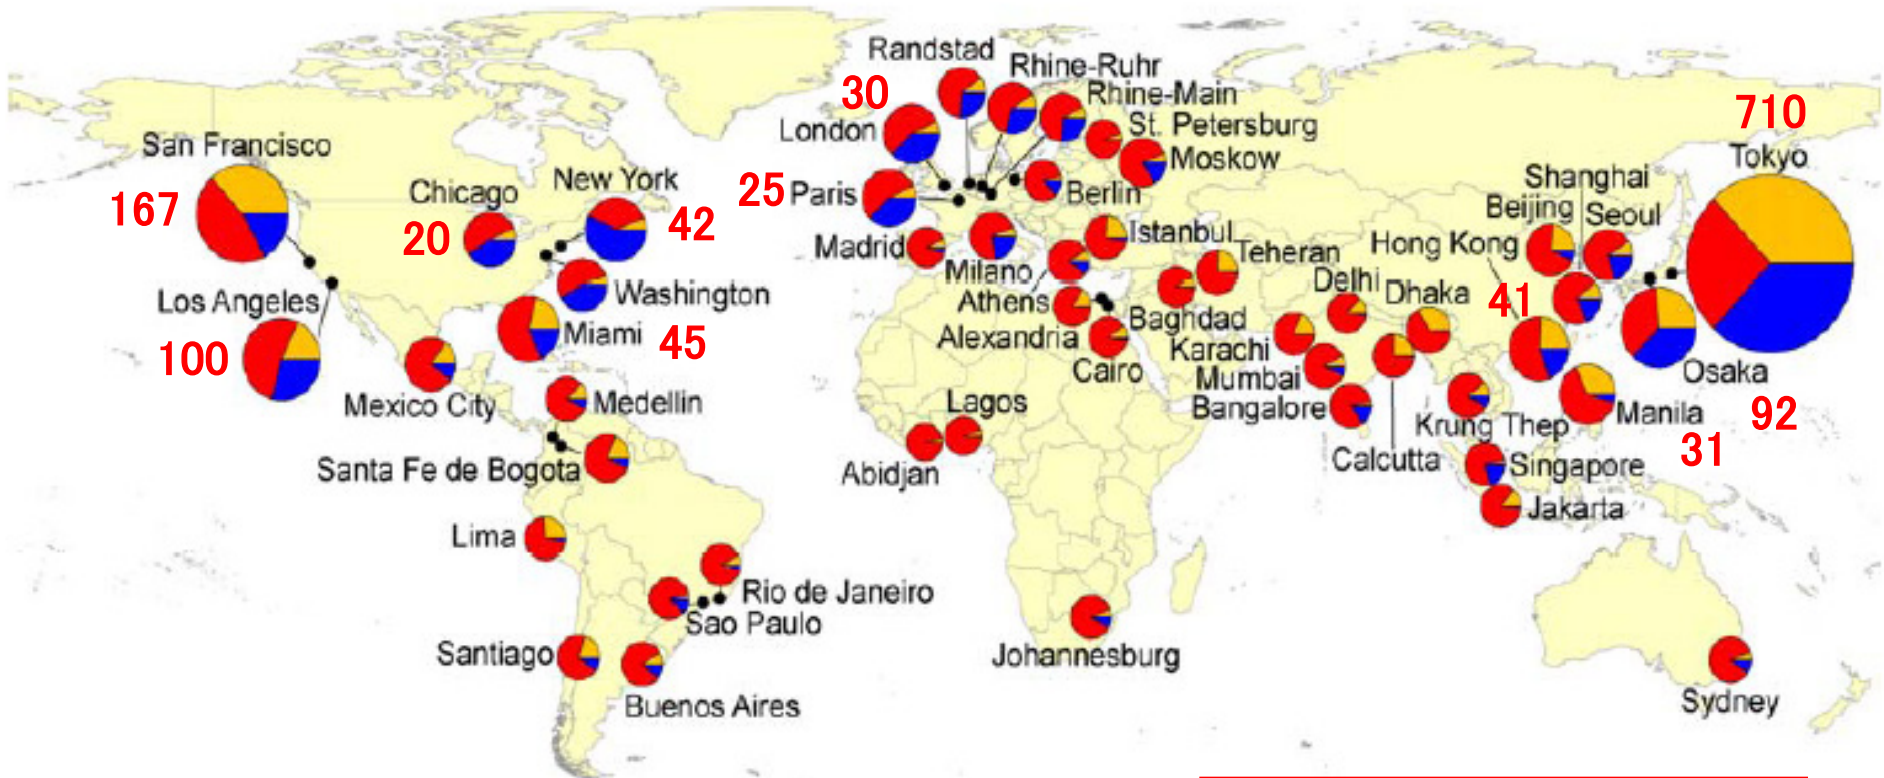 Randstad
Rhine-Ruhr
30
Rhine-Main
710
London
St. Petersburg
San Francisco
Moskow
Tokyo
Chicago
New York
25 Paris
Berlin
Shanghai
167
20
42
Beijing Seoul
Madrid
Istanbul
Hong Kong
Milano
Teheran
Los Angeles
Washington
Athens
Delhi
Dhaka
41
100
Miami 45
Alexandria
Baghdad
Karachi
Cairo
Mumbai
Osaka
Mexico City
Medellin
Lagos
Bangalore
Krung Thep
Manila
92
Santa Fe de Bogota
Abidjan
Calcutta
Singapore
31
Jakarta
Lima
Rio de Janeiro
Sao Paulo
Santiago
Johannesburg
Buenos Aires
Sydney